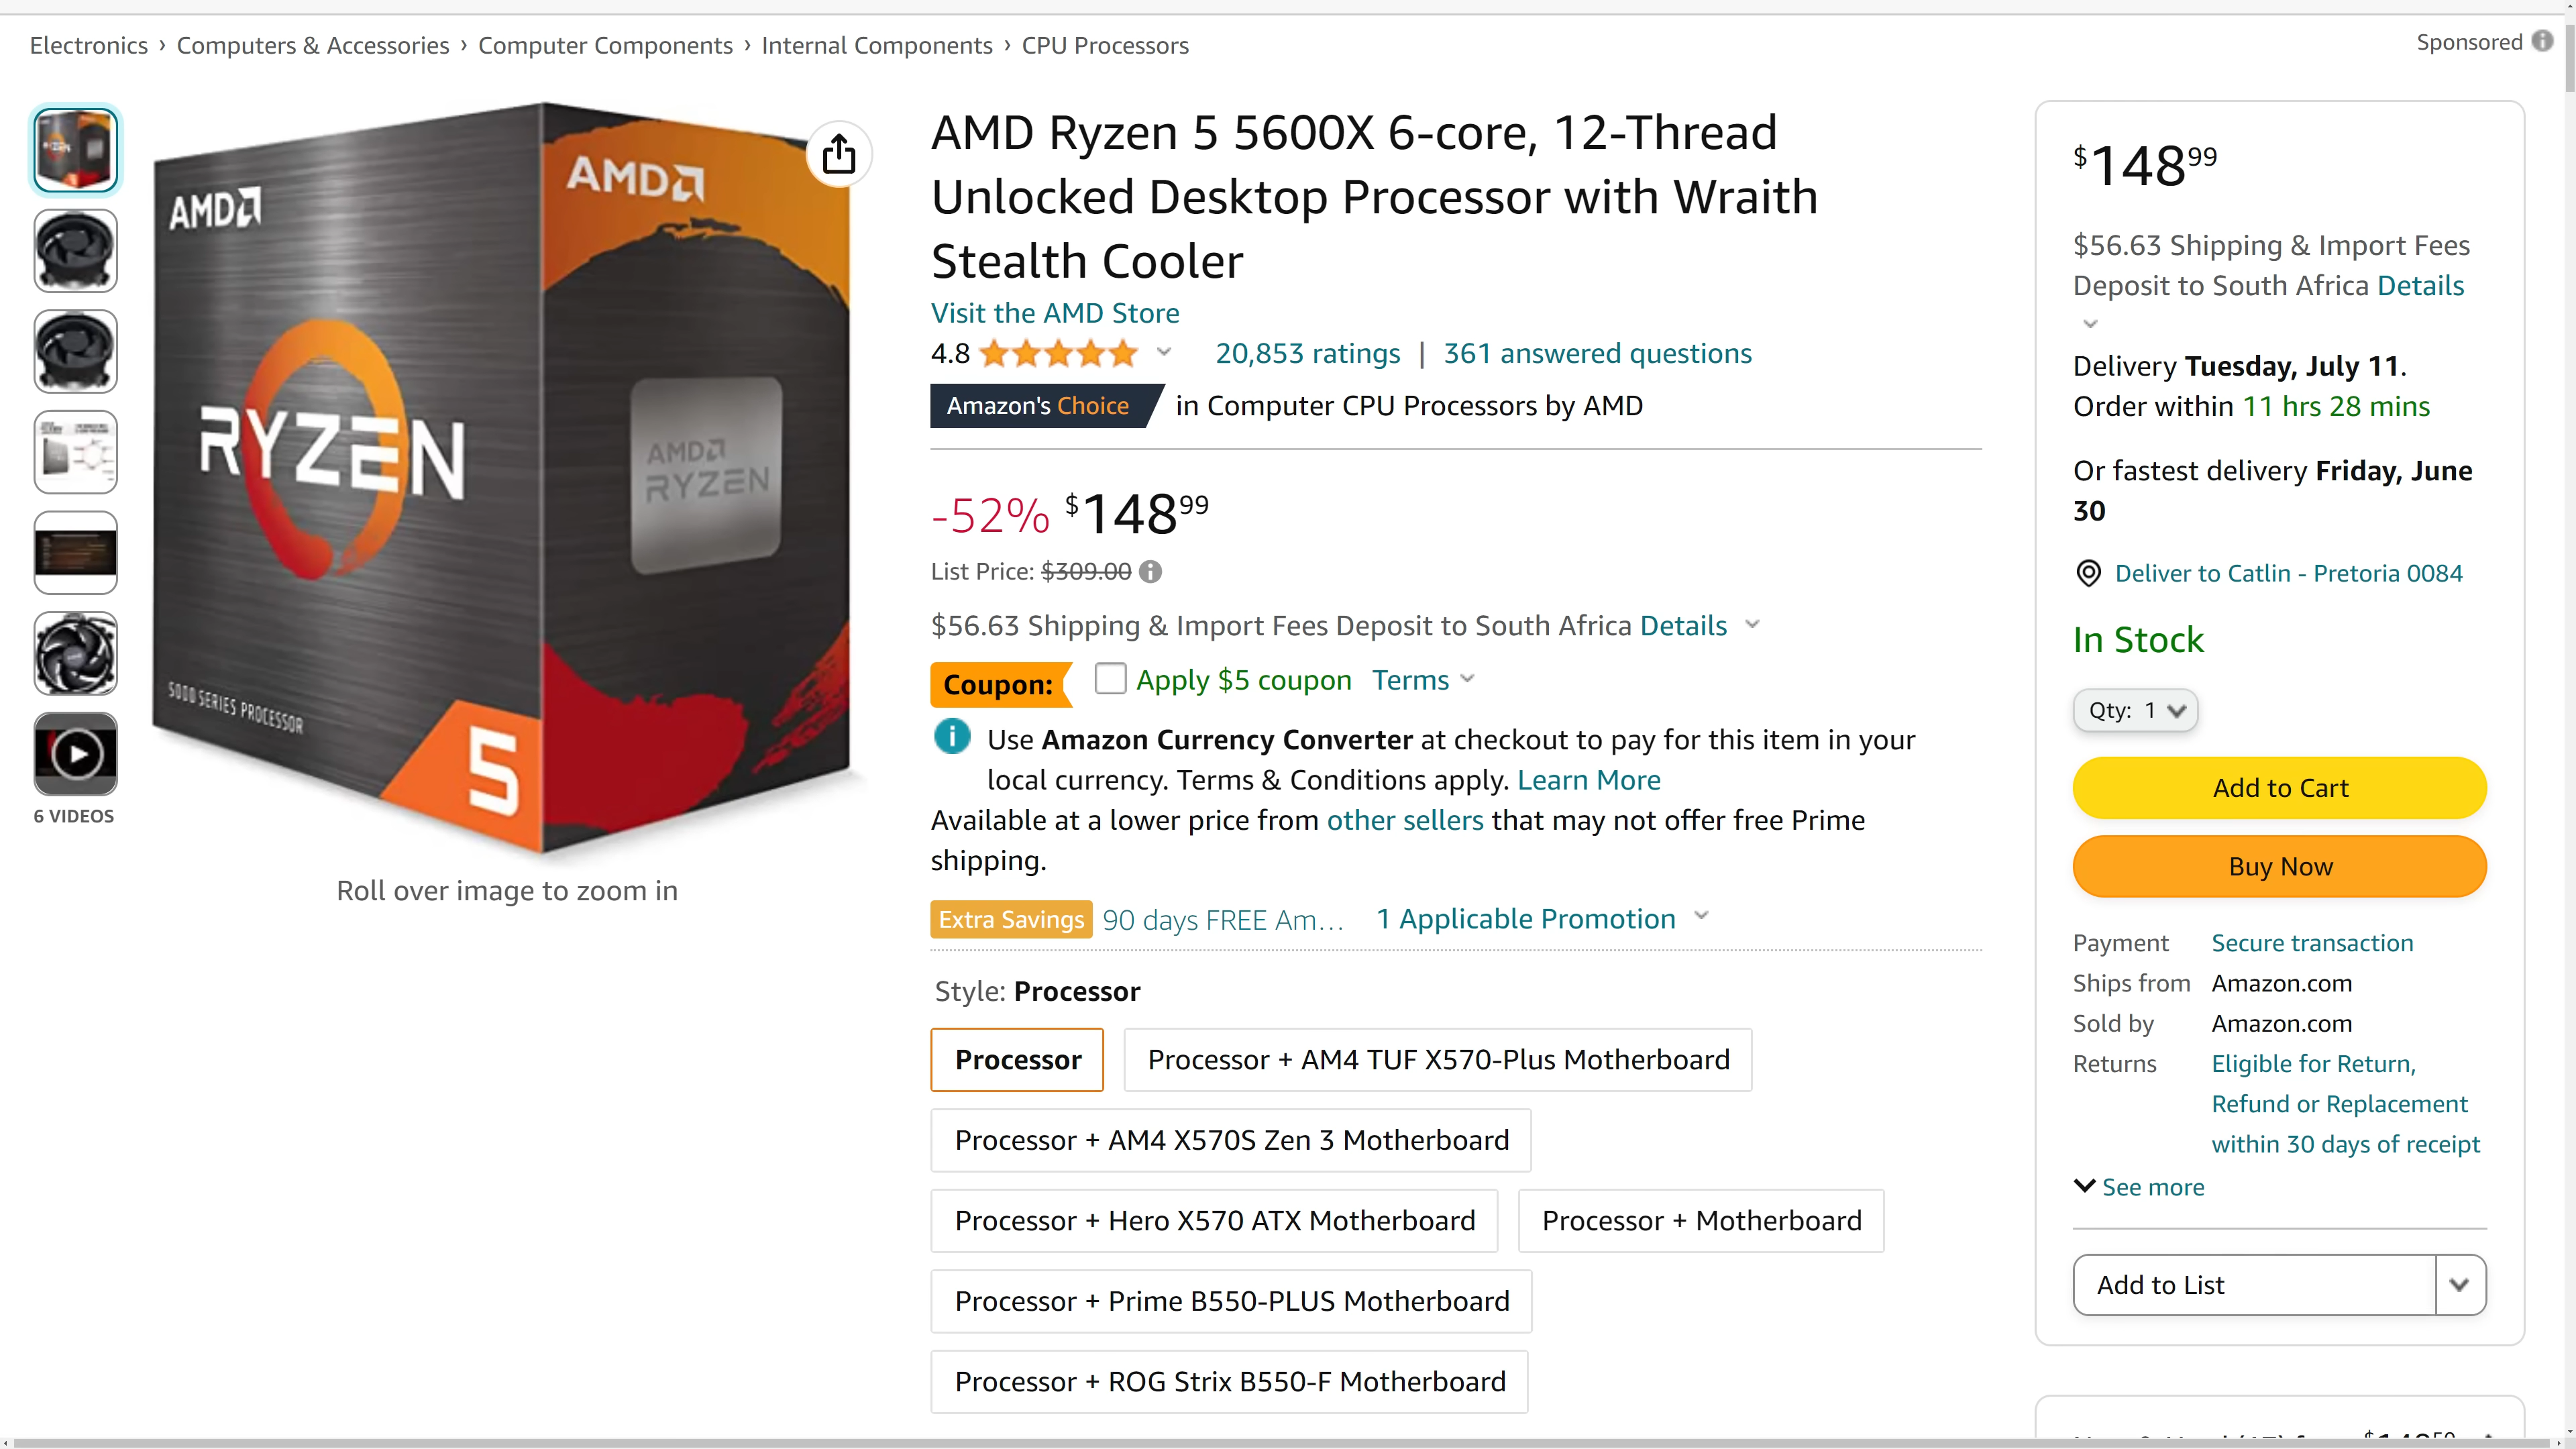 Electronics › Computers & Accessories › Computer Components › Internal Components › CPU Processors
Sponsored
AMD
AMD
RYZEN
AMD
RYZEN
5000 SERIES PROCESSOR
5
6 VIDEOS
Roll over image to zoom in
AMD Ryzen 5 5600X 6-core, 12-Thread
Unlocked Desktop Processor with Wraith
Stealth Cooler
Visit the AMD Store
4.8 20,853 ratings | 361 answered questions
Amazon's Choice in Computer CPU Processors by AMD
-52% $148 99
List Price: $309.00
$56.63 Shipping & Import Fees Deposit to South Africa Details
Coupon: Apply $5 coupon Terms
Use Amazon Currency Converter at checkout to pay for this item in your
local currency. Terms & Conditions apply. Learn More
Available at a lower price from other sellers that may not offer free Prime
shipping.
Extra Savings 90 days FREE Am... 1 Applicable Promotion
Style: Processor
Processor
Processor + AM4 TUF X570-Plus Motherboard
Processor + AM4 X570S Zen 3 Motherboard
Processor + Hero X570 ATX Motherboard
Processor + Motherboard
Processor + Prime B550-PLUS Motherboard
Processor + ROG Strix B550-F Motherboard
$148 99
$56.63 Shipping & Import Fees
Deposit to South Africa Details
Delivery Tuesday, July 11.
Order within 11 hrs 28 mins
Or fastest delivery Friday, June
30
Deliver to Catlin - Pretoria 0084
In Stock
Qty: 1
Add to Cart
Buy Now
Payment Secure transaction
Ships from Amazon.com
Sold by Amazon.com
Returns Eligible for Return,
Refund or Replacement
within 30 days of receipt
See more
Add to List